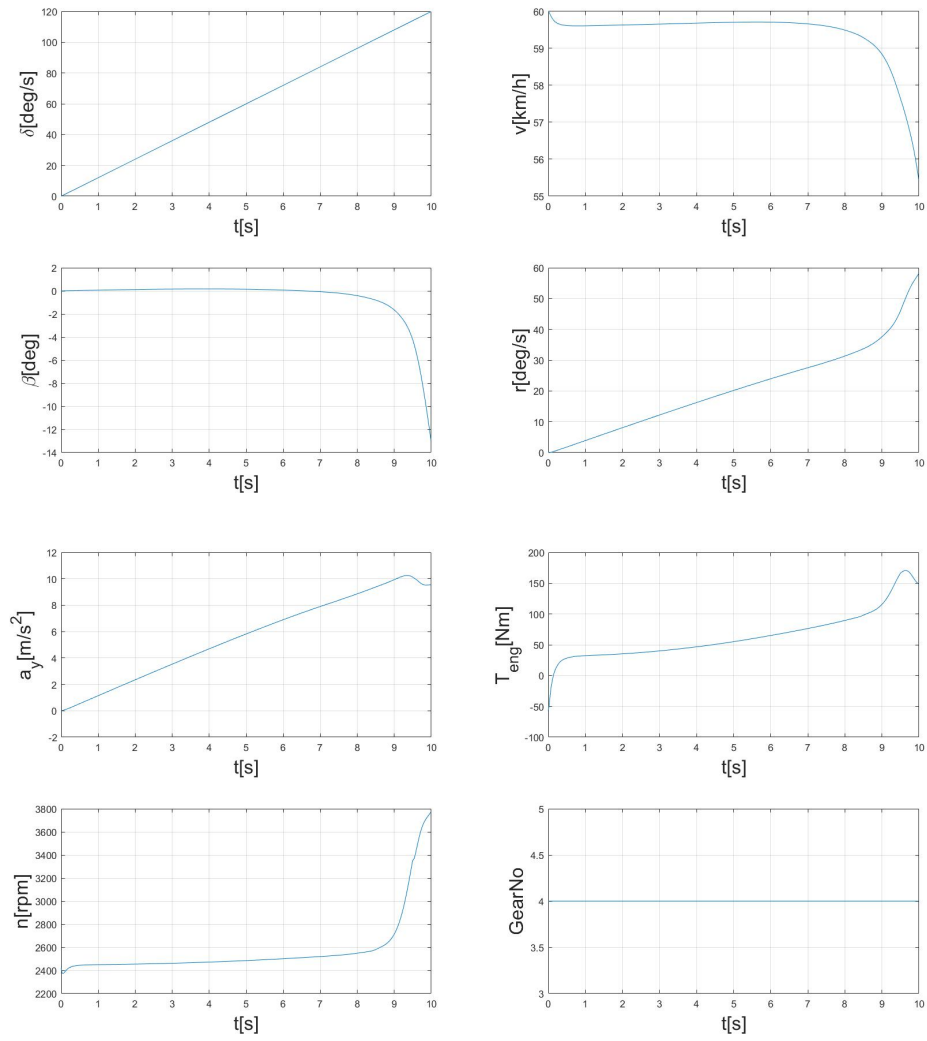 120
100
80
60
40
20
0
δ[deg/s]
0 1 2 3 4 5 6 7 8 9 10
t[s]
60
59
58
57
56
55
v[km/h]
0 1 2 3 4 5 6 7 8 9 10
t[s]
2
0
-2
-4
-6
-8
-10
-12
-14
β[deg]
0 1 2 3 4 5 6 7 8 9 10
t[s]
60
50
40
30
20
10
0
r[deg/s]
0 1 2 3 4 5 6 7 8 9 10
t[s]
12
10
8
6
4
2
0
-2
a_y[m/s²]
0 1 2 3 4 5 6 7 8 9 10
t[s]
200
150
100
50
0
-50
-100
T_eng[Nm]
0 1 2 3 4 5 6 7 8 9 10
t[s]
3800
3600
3400
3200
3000
2800
2600
2400
2200
n[rpm]
0 1 2 3 4 5 6 7 8 9 10
t[s]
5
4.5
4
3.5
3
GearNo
0 1 2 3 4 5 6 7 8 9 10
t[s]